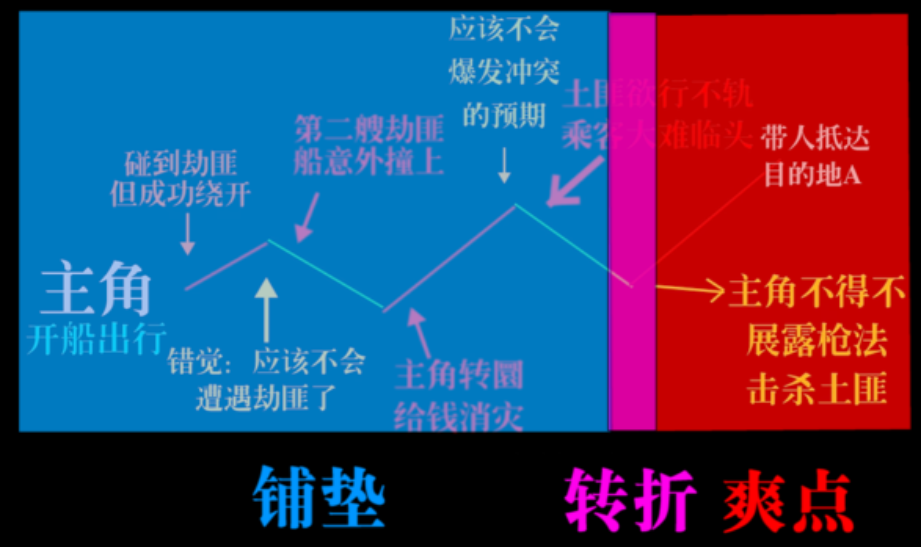 应该不会
爆发冲突
的预期
土匪欲行不轨
乘客大难临头
第二艘劫匪
船意外撞上
带人抵达
目的地A
碰到劫匪
但成功绕开
主角
开船出行
错觉：应该不会
遭遇劫匪了
主角转圜
给钱消灾
主角不得不
展露枪法
击杀土匪
铺垫
转折
爽点